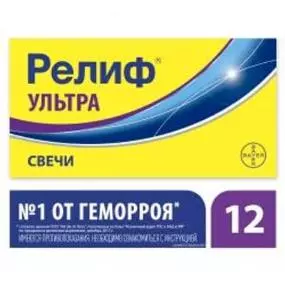 Релиф®
УЛЬТРА
СВЕЧИ
BAYER
№1 ОТ ГЕМОРРОЯ*
12
ИМЕЮТСЯ ПРОТИВОПОКАЗАНИЯ. НЕОБХОДИМО ОЗНАКОМИТЬСЯ С ИНСТРУКЦИЕЙ.